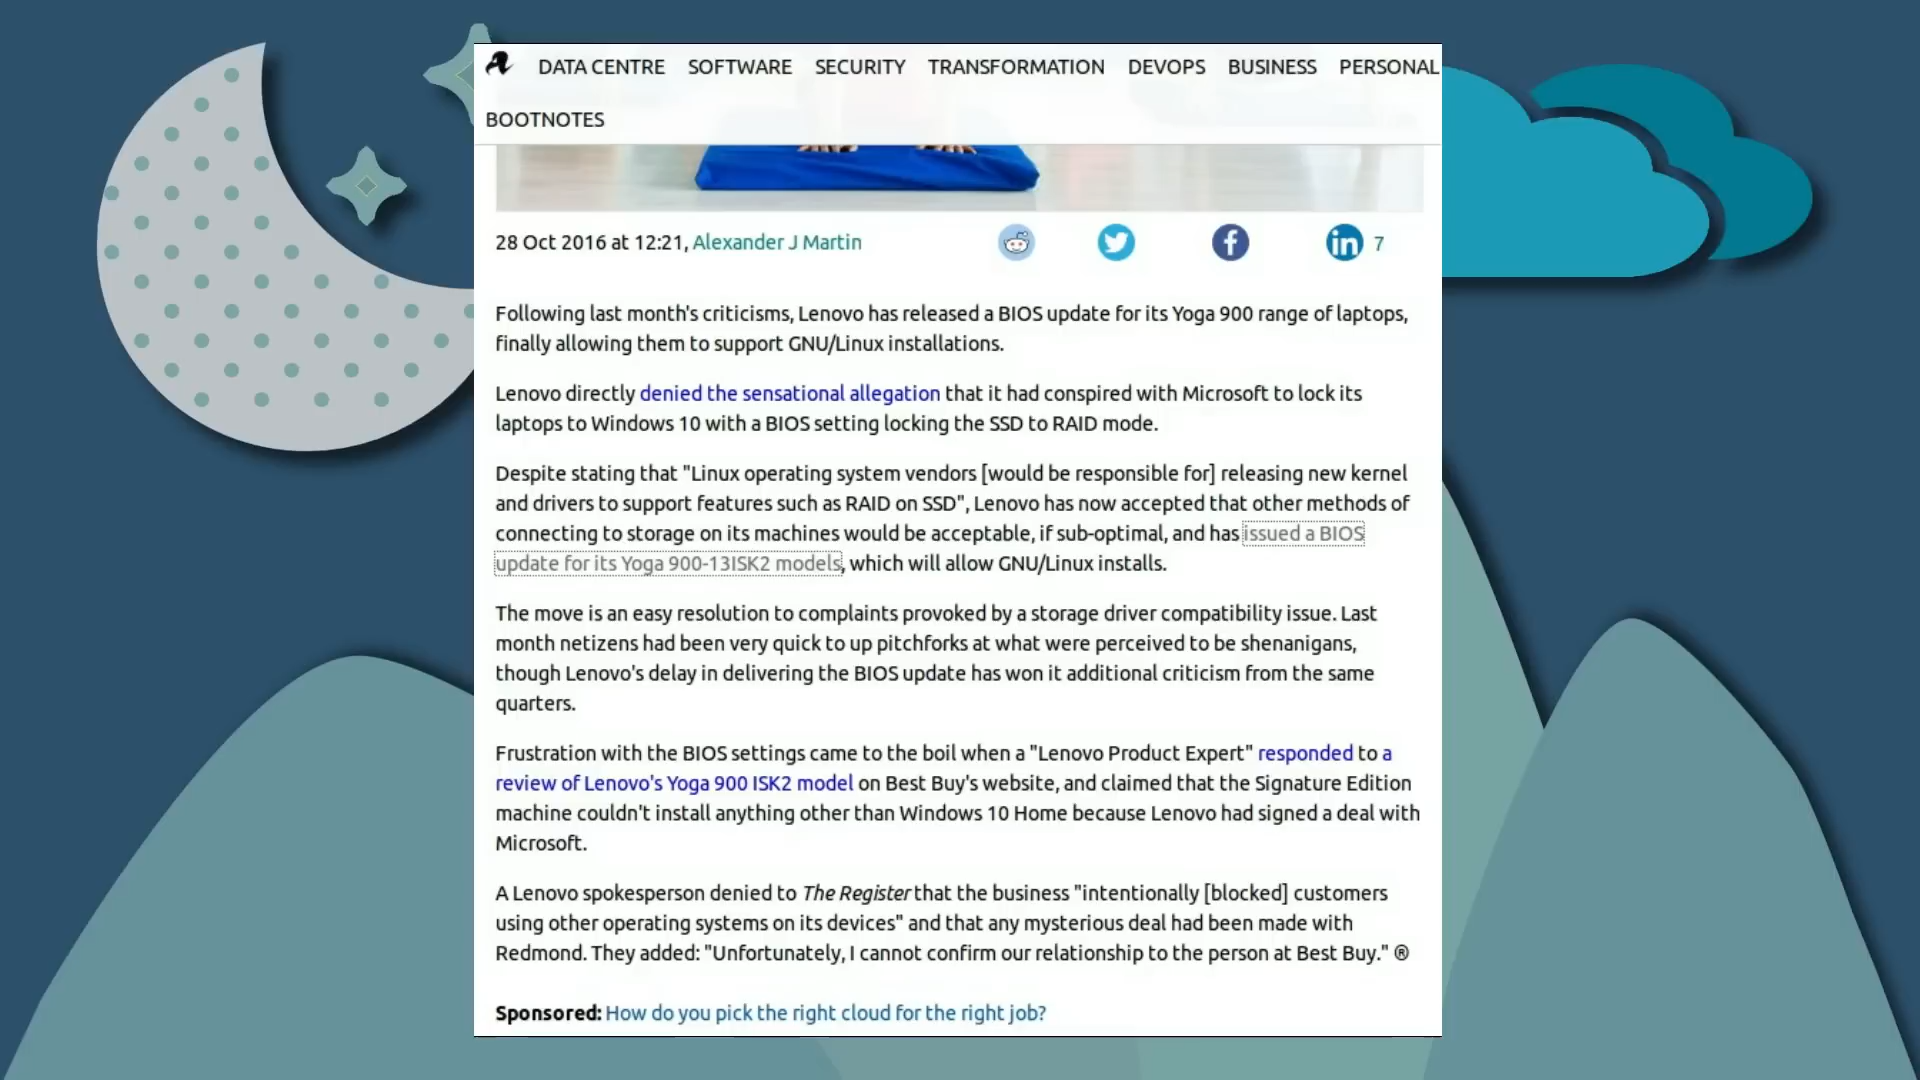 DATA CENTRE SOFTWARE SECURITY TRANSFORMATION DEVOPS BUSINESS PERSONAL
BOOTNOTES
28 Oct 2016 at 12:21, Alexander J Martin
in 7
Following last month's criticisms, Lenovo has released a BIOS update for its Yoga 900 range of laptops,
finally allowing them to support GNU/Linux installations.
Lenovo directly denied the sensational allegation that it had conspired with Microsoft to lock its
laptops to Windows 10 with a BIOS setting locking the SSD to RAID mode.
Despite stating that "Linux operating system vendors [would be responsible for] releasing new kernel
and drivers to support features such as RAID on SSD", Lenovo has now accepted that other methods of
connecting to storage on its machines would be acceptable, if sub-optimal, and has issued a BIOS
update for its Yoga 900-13ISK2 models, which will allow GNU/Linux installs.
The move is an easy resolution to complaints provoked by a storage driver compatibility issue. Last
month netizens had been very quick to up pitchforks at what were perceived to be shenanigans,
though Lenovo's delay in delivering the BIOS update has won it additional criticism from the same
quarters.
Frustration with the BIOS settings came to the boil when a "Lenovo Product Expert" responded to a
review of Lenovo's Yoga 900 ISK2 model on Best Buy's website, and claimed that the Signature Edition
machine couldn't install anything other than Windows 10 Home because Lenovo had signed a deal with
Microsoft.
A Lenovo spokesperson denied to The Register that the business "intentionally [blocked] customers
using other operating systems on its devices" and that any mysterious deal had been made with
Redmond. They added: "Unfortunately, I cannot confirm our relationship to the person at Best Buy." ®
Sponsored: How do you pick the right cloud for the right job?